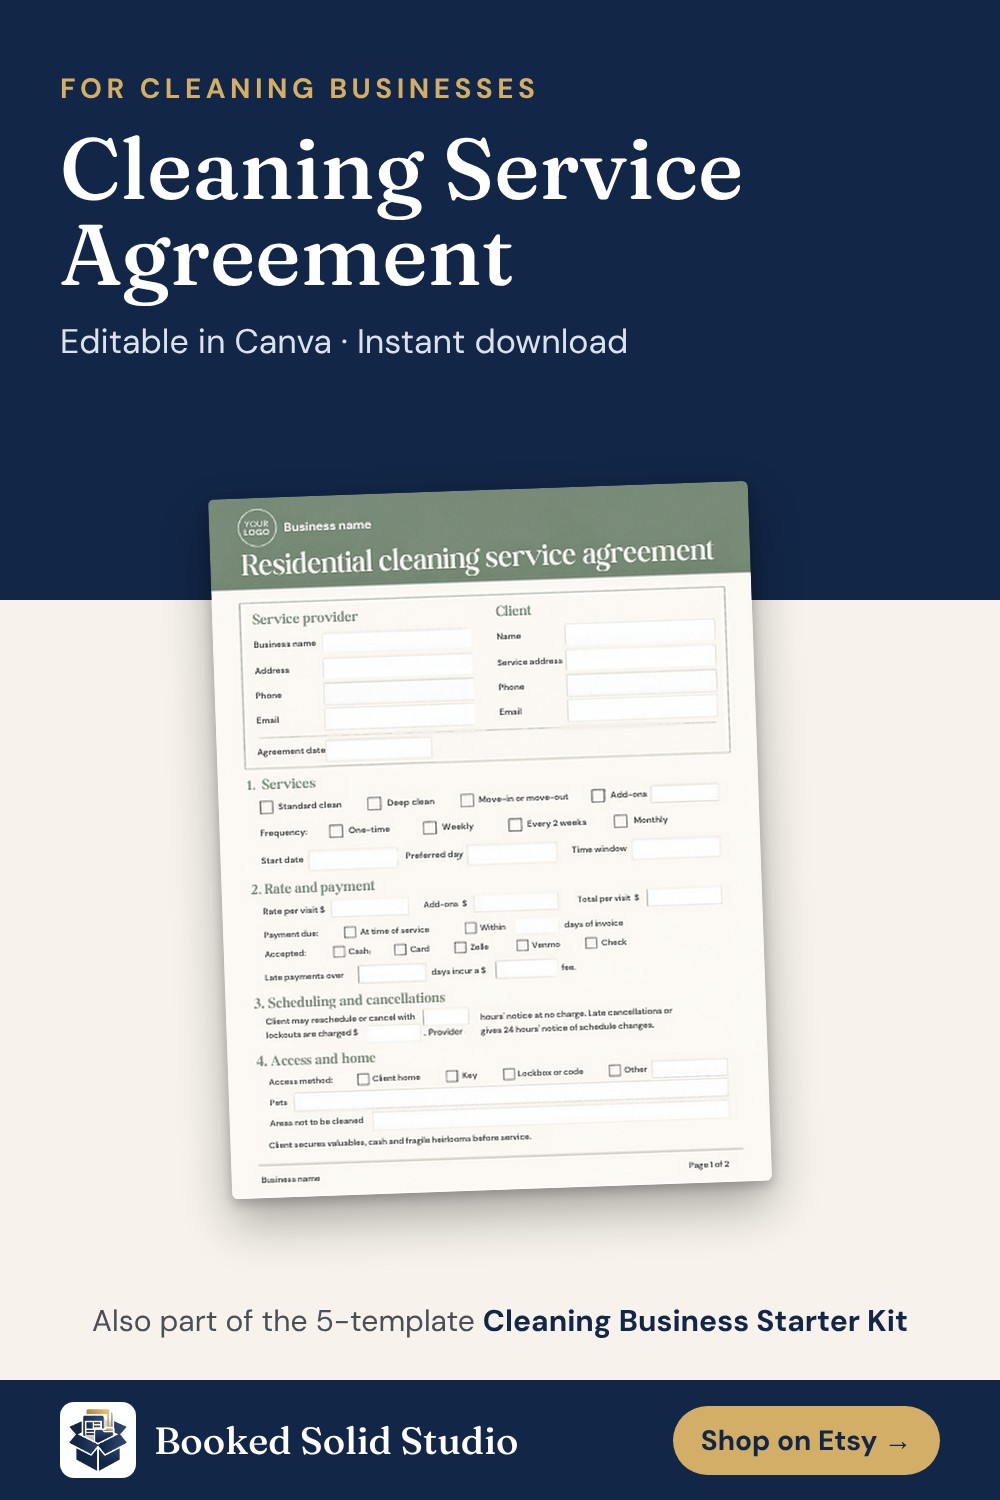 FOR CLEANING BUSINESSES
Cleaning Service
Agreement
Editable in Canva · Instant download
YOUR
LOGO
Business name
Residential cleaning service agreement
Service provider
Client
Business name
Name
Address
Service address
Phone
Phone
Email
Email
Agreement date
1. Services
Standard clean Deep clean Move-in or move-out Add-ons
Frequency: One-time Weekly Every 2 weeks Monthly
Start date Preferred day Time window
2. Rate and payment
Rate per visit $ Add-ons $ Total per visit $
Payment due: At time of service Within days of invoice
Accepted: Cash; Card Zelle Venmo Check
Late payments over days incur a $ fee.
3. Scheduling and cancellations
Client may reschedule or cancel with hours' notice at no charge. Late cancellations or
lockouts are charged $ . Provider gives 24 hours' notice of schedule changes.
4. Access and home
Access method: Client home Key Lockbox or code Other
Pets
Areas not to be cleaned
Client secures valuables, cash and fragile heirlooms before service.
Business name Page 1 of 2
Also part of the 5-template Cleaning Business Starter Kit
Booked Solid Studio
Shop on Etsy →